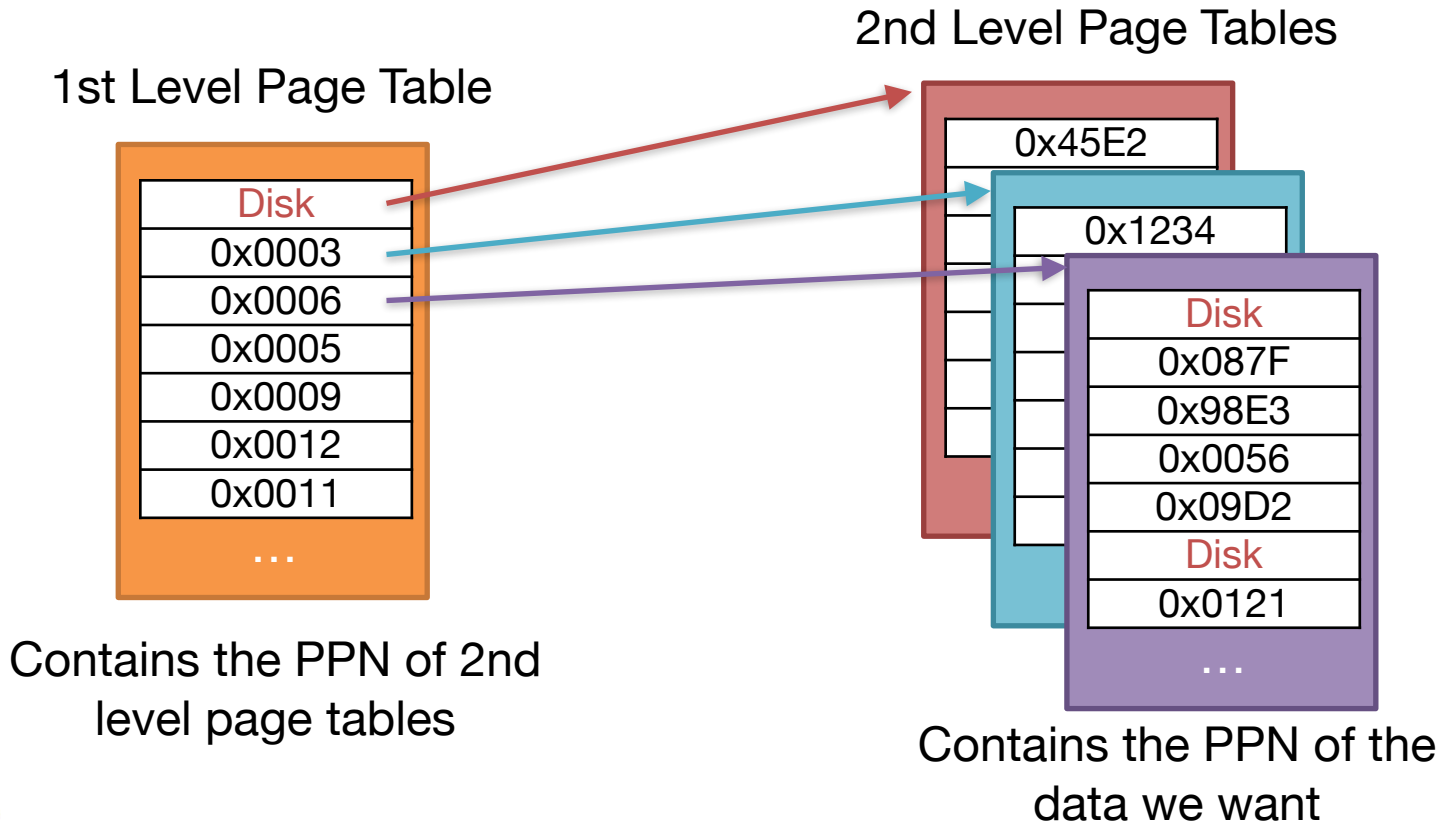 2nd Level Page Tables
1st Level Page Table
Disk
0x0003
0x0006
0x0005
0x0009
0x0012
0x0011
...
Contains the PPN of 2nd
level page tables
0x45E2
0x1234
Disk
0x087F
0x98E3
0x0056
0x09D2
Disk
0x0121
...
Contains the PPN of the
data we want